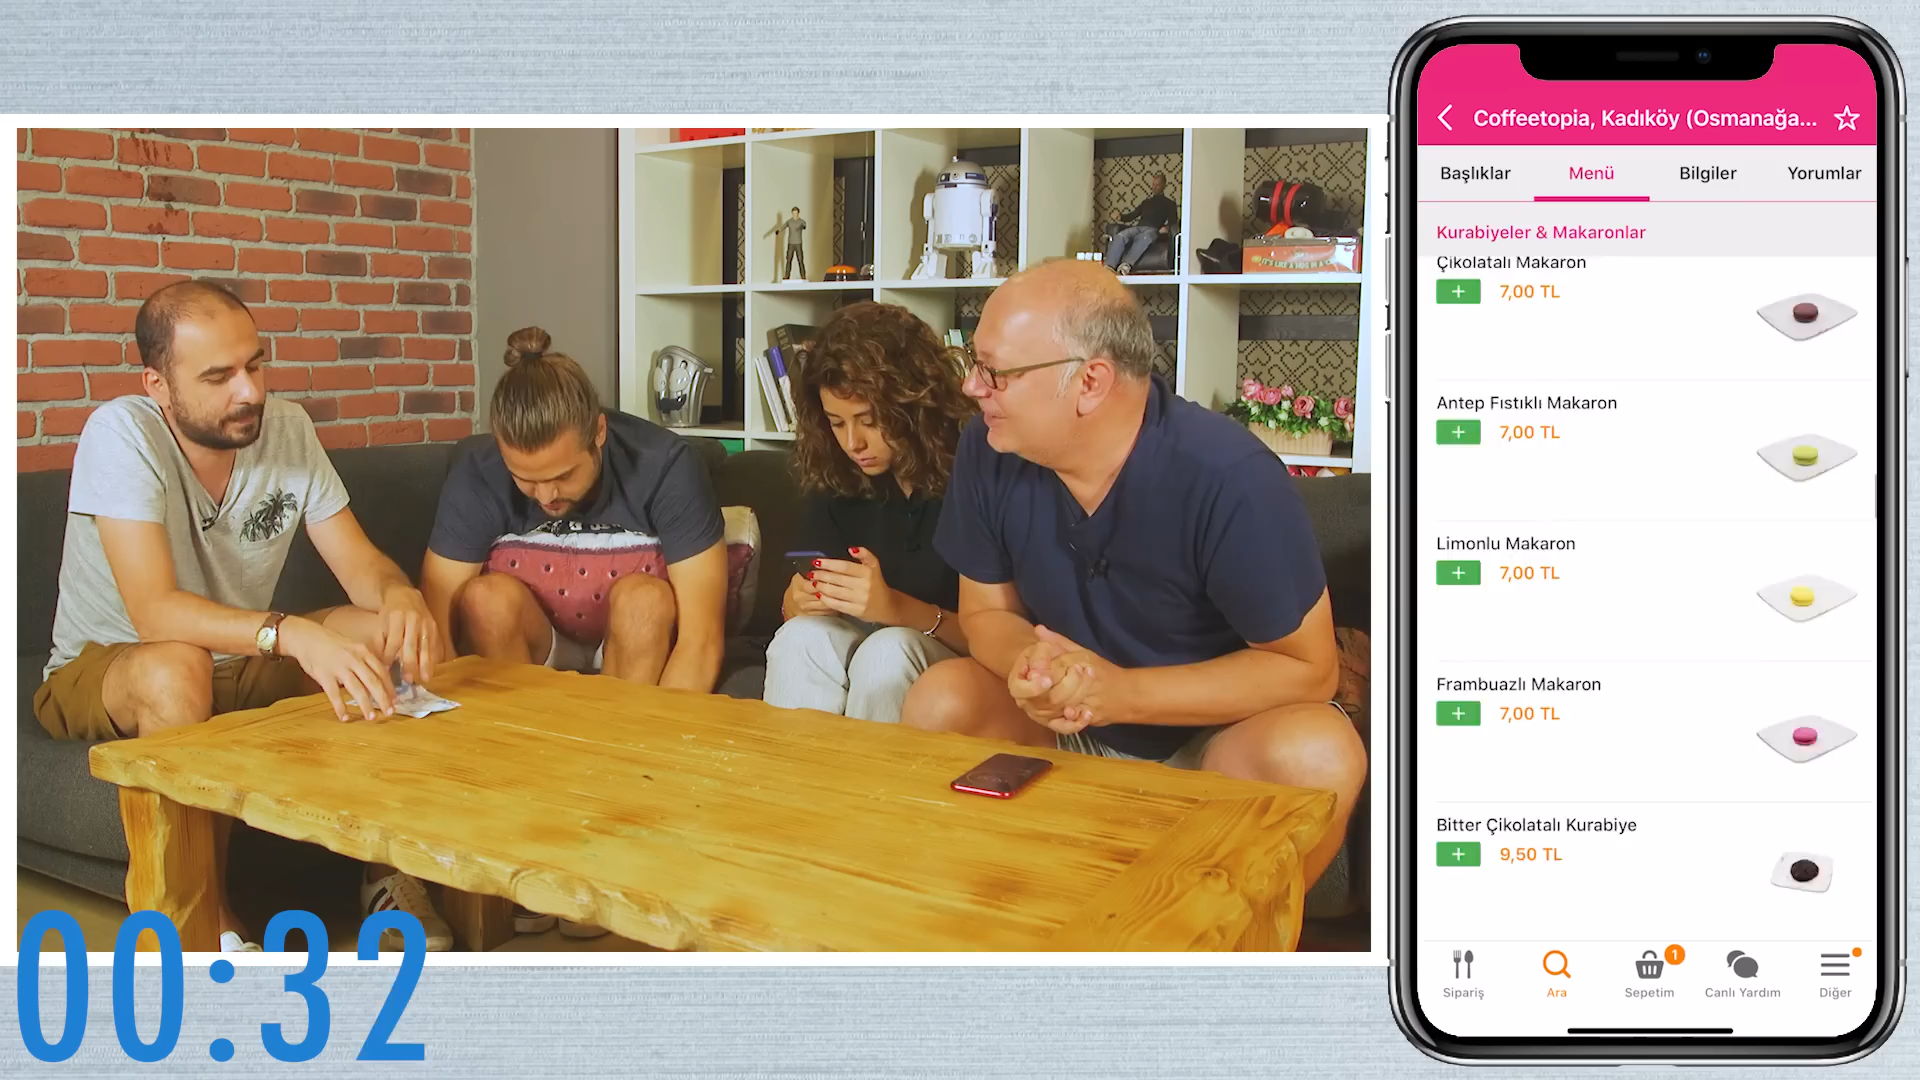 Coffeetopia, Kadıköy (Osmanağa...
Başlıklar
Menü
Bilgiler
Yorumlar
Kurabiyeler & Makaronlar
Çikolatalı Makaron
+ 7,00 TL
Antep Fıstıklı Makaron
+ 7,00 TL
Limonlu Makaron
+ 7,00 TL
Frambuazlı Makaron
+ 7,00 TL
Bitter Çikolatalı Kurabiye
+ 9,50 TL
1
Sipariş
Ara
Sepetim
Canlı Yardım
Diğer
00:32